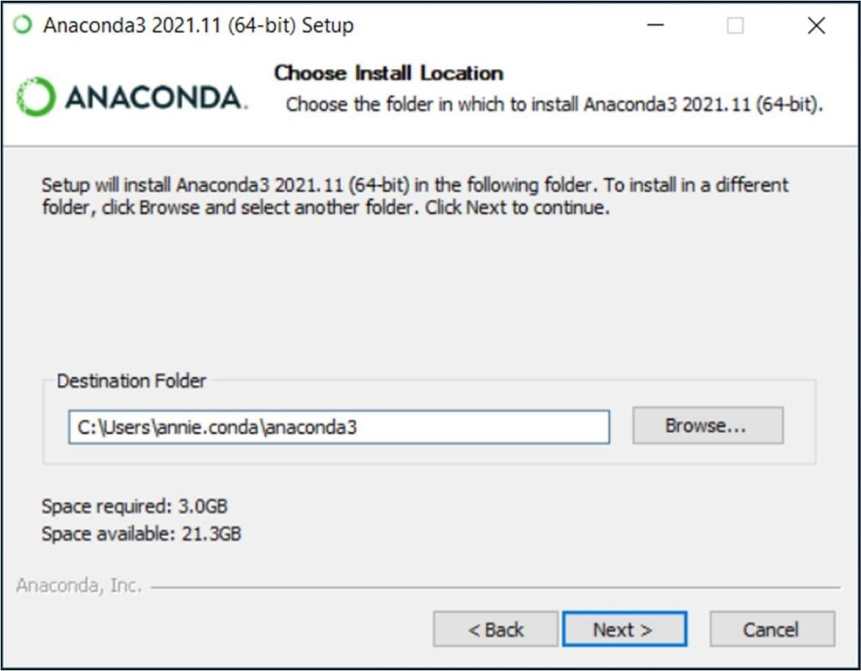 Anaconda3 2021.11 (64-bit) Setup
ANACONDA.
Choose Install Location
Choose the folder in which to install Anaconda3 2021.11 (64-bit).
Setup will install Anaconda3 2021.11 (64-bit) in the following folder. To install in a different
folder, click Browse and select another folder. Click Next to continue.
Destination Folder
C:\Users\annie.conda\anaconda3
Browse...
Space required: 3.0GB
Space available: 21.3GB
Anaconda, Inc.
< Back
Next >
Cancel